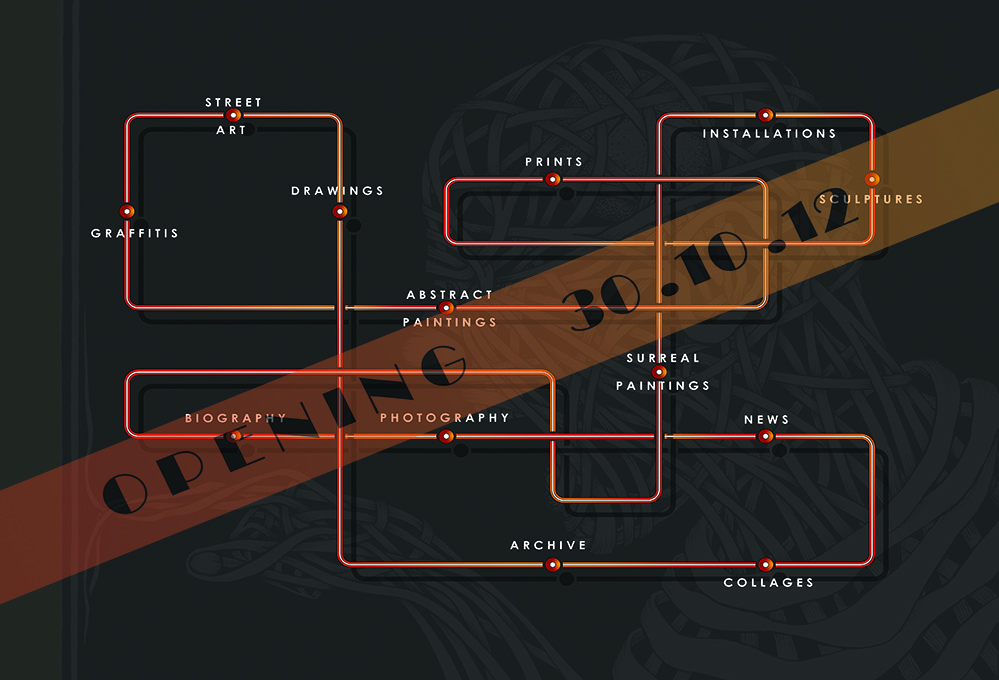 STREET
ART
INSTALLATIONS
PRINTS
DRAWINGS
SCULPTURES
GRAFFITIS
ABSTRACT
PAINTINGS
SURREAL
PAINTINGS
BIOGRAPHY
PHOTOGRAPHY
NEWS
ARCHIVE
COLLAGES
OPENING 30.10.12